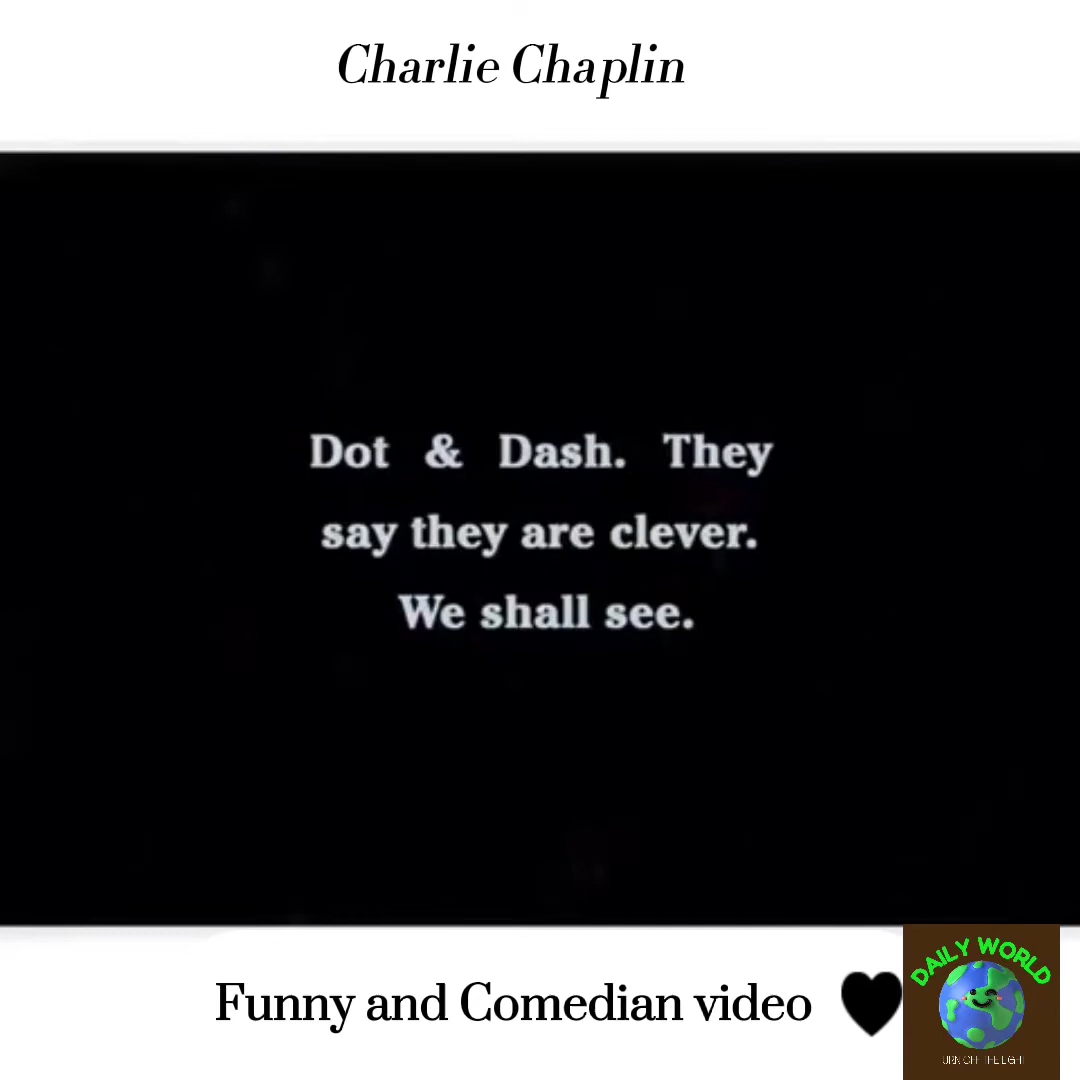 Charlie Chaplin
Dot & Dash. They
say they are clever.
We shall see.
Funny and Comedian video
DAILY WORLD